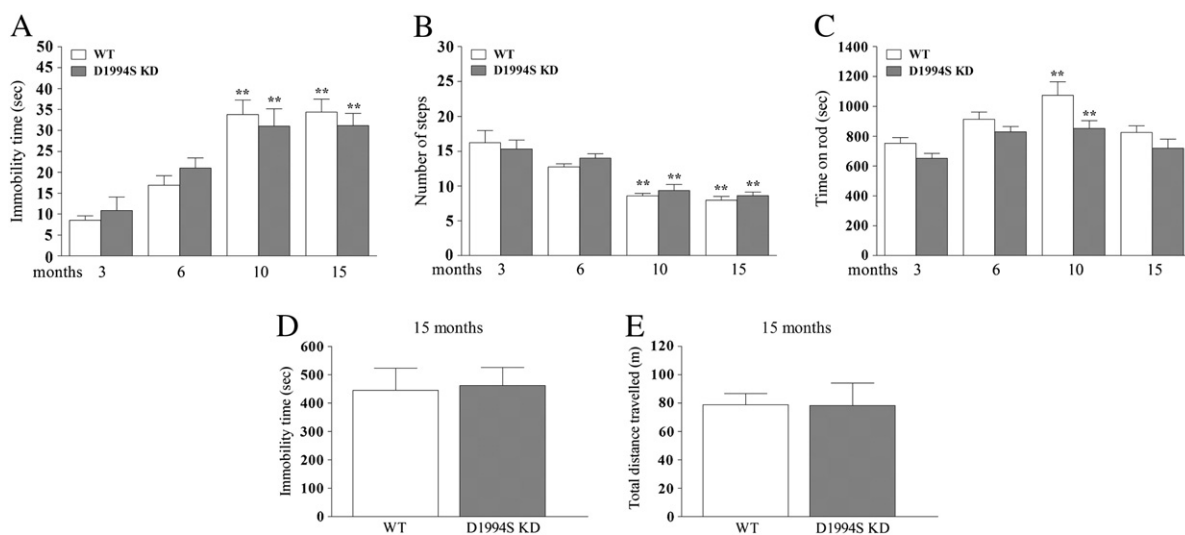 A
Immobility time (sec)
50
45
40
35
30
25
20
15
10
5
0
WT
D1994S KD
** ** ** **
months 3 6 10 15
B
Number of steps
30
25
20
15
10
5
0
WT
D1994S KD
** ** ** **
months 3 6 10 15
C
Time on rod (sec)
1400
1200
1000
800
600
400
200
0
WT
D1994S KD
** **
months 3 6 10 15
D
15 months
Immobility time (sec)
600
500
400
300
200
100
0
WT D1994S KD
E
15 months
Total distance travelled (m)
120
100
80
60
40
20
0
WT D1994S KD